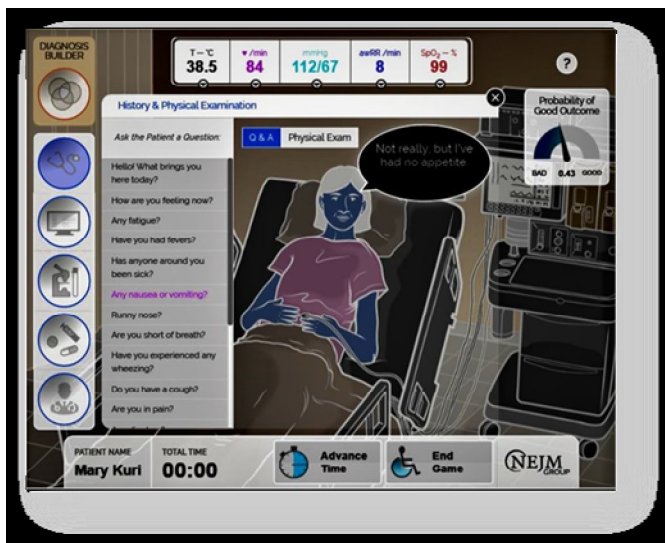 DIAGNOSIS
BUILDER
T – °C
38.5
♥/min
84
mmHg
112/67
awRR /min
8
SpO₂ – %
99
?
History & Physical Examination
Probability of
Good Outcome
BAD 0.43 GOOD
Ask the Patient a Question:
Q & A Physical Exam
Not really, but I've
had no appetite
Hello! What brings you
here today?
How are you feeling now?
Any fatigue?
Have you had fevers?
Has anyone around you
been sick?
Any nausea or vomiting?
Runny nose?
Are you short of breath?
Have you experienced any
wheezing?
Do you have a cough?
Are you in pain?
PATIENT NAME
Mary Kuri
TOTAL TIME
00:00
Advance
Time
End
Game
NEJM
GROUP